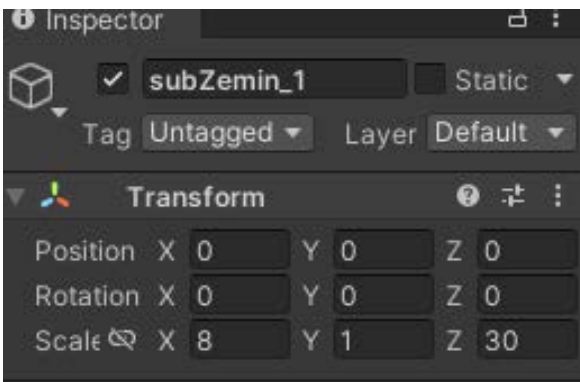 Inspector
subZemin_1 Static
Tag Untagged Layer Default
Transform
Position X 0 Y 0 Z 0
Rotation X 0 Y 0 Z 0
Scale X 8 Y 1 Z 30